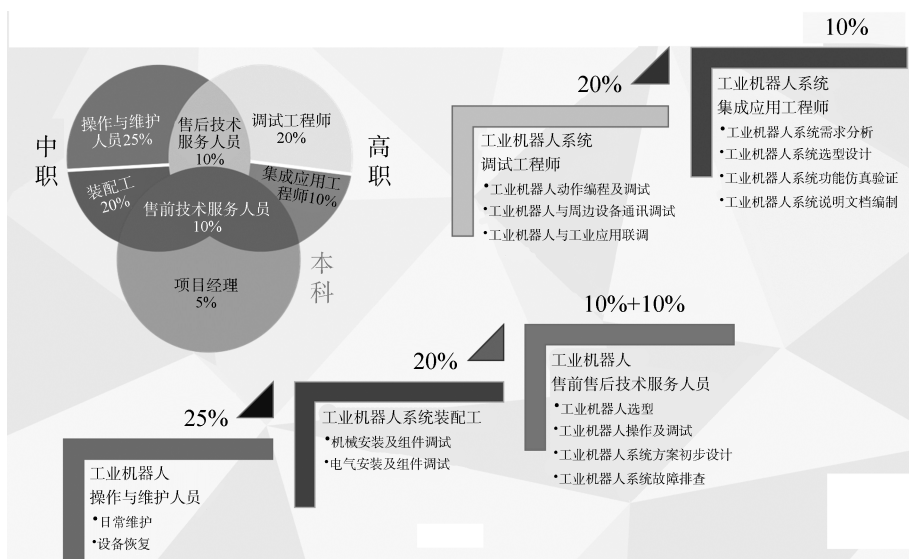 中
职
操作与维护
人员25%
售后技术
服务人员
10%
调试工程师
20%
高
职
装配工
20%
集成应用工
程师10%
售前技术服务人员
10%
本
科
项目经理
5%
10%
工业机器人系统
集成应用工程师
•工业机器人系统需求分析
•工业机器人系统选型设计
•工业机器人系统功能仿真验证
•工业机器人系统说明文档编制
20%
工业机器人系统
调试工程师
•工业机器人动作编程及调试
•工业机器人与周边设备通讯调试
•工业机器人与工业应用联调
10%+10%
工业机器人
售前售后技术服务人员
•工业机器人选型
•工业机器人操作及调试
•工业机器人系统方案初步设计
•工业机器人系统故障排查
20%
工业机器人系统装配工
•机械安装及组件调试
•电气安装及组件调试
25%
工业机器人
操作与维护人员
•日常维护
•设备恢复